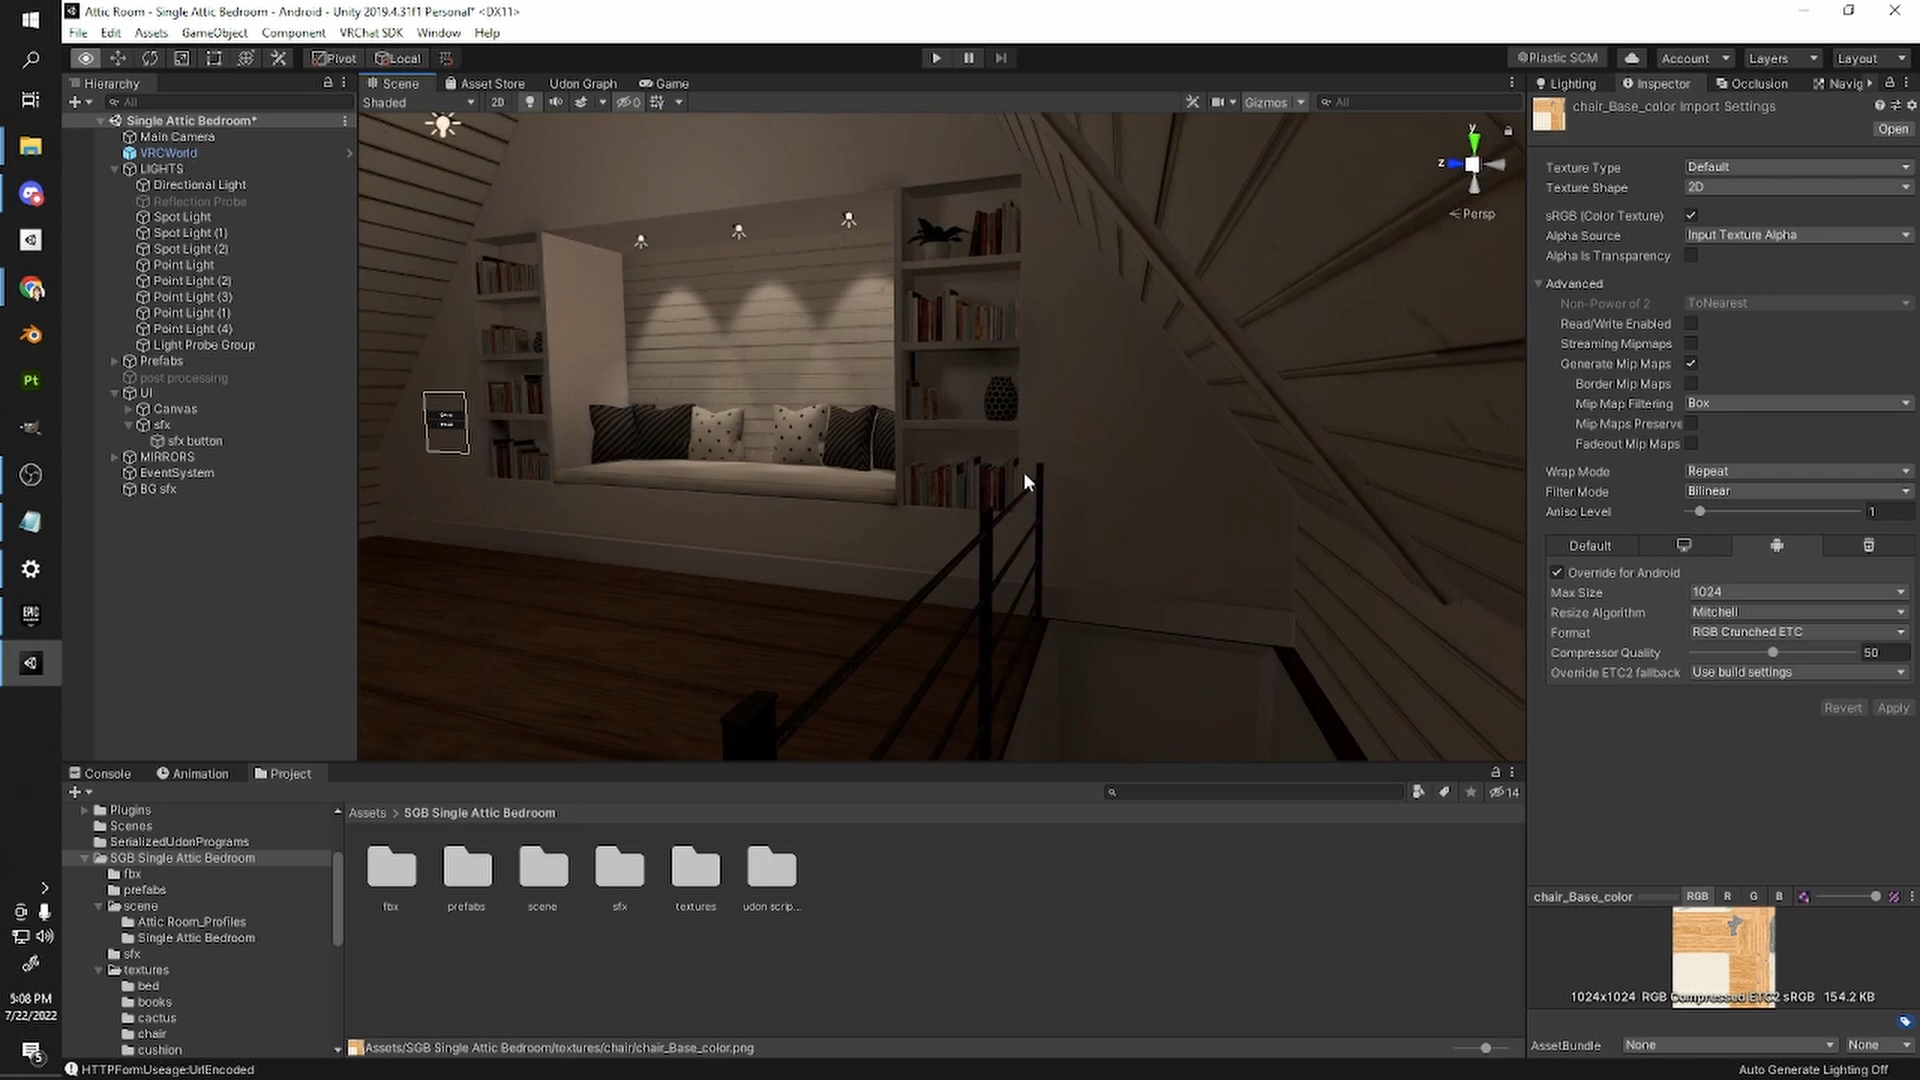 Attic Room - Single Attic Bedroom - Android - Unity 2019.4.31f1 Personal* <DX11>
File Edit Assets GameObject Component VRChat SDK Window Help
Pivot Local Plastic SCM Account Layers Layout
Hierarchy
All
Single Attic Bedroom*
Main Camera
VRCWorld
LIGHTS
Directional Light
Reflection Probe
Spot Light
Spot Light (1)
Spot Light (2)
Point Light
Point Light (2)
Point Light (3)
Point Light (1)
Point Light (4)
Light Probe Group
Prefabs
post processing
UI
Canvas
sfx
sfx button
MIRRORS
EventSystem
BG sfx
Scene Asset Store Udon Graph Game
Shaded 2D 0 Gizmos All
y
z
Persp
Lighting Inspector Occlusion Navig
chair_Base_color Import Settings
Open
Texture Type Default
Texture Shape 2D
sRGB (Color Texture)
Alpha Source Input Texture Alpha
Alpha Is Transparency
Advanced
Non-Power of 2 ToNearest
Read/Write Enabled
Streaming Mipmaps
Generate Mip Maps
Border Mip Maps
Mip Map Filtering Box
Mip Maps Preserve
Fadeout Mip Maps
Wrap Mode Repeat
Filter Mode Bilinear
Aniso Level 1
Default
Override for Android
Max Size 1024
Resize Algorithm Mitchell
Format RGB Crunched ETC
Compressor Quality 50
Override ETC2 fallback Use build settings
Revert Apply
chair_Base_color RGB R G B
1024x1024 RGB Compressed ETC2 sRGB 154.2 KB
AssetBundle None None
Auto Generate Lighting Off
Console Animation Project
14
Plugins
Scenes
SerializedUdonPrograms
SGB Single Attic Bedroom
fbx
prefabs
scene
Attic Room_Profiles
Single Attic Bedroom
sfx
textures
bed
books
cactus
chair
cushion
Assets > SGB Single Attic Bedroom
fbx prefabs scene sfx textures udon scrip...
Assets/SGB Single Attic Bedroom/textures/chair/chair_Base_color.png
HTTPFormUseage:UrlEncoded
Pt
EPIC
5:08 PM
7/22/2022
5